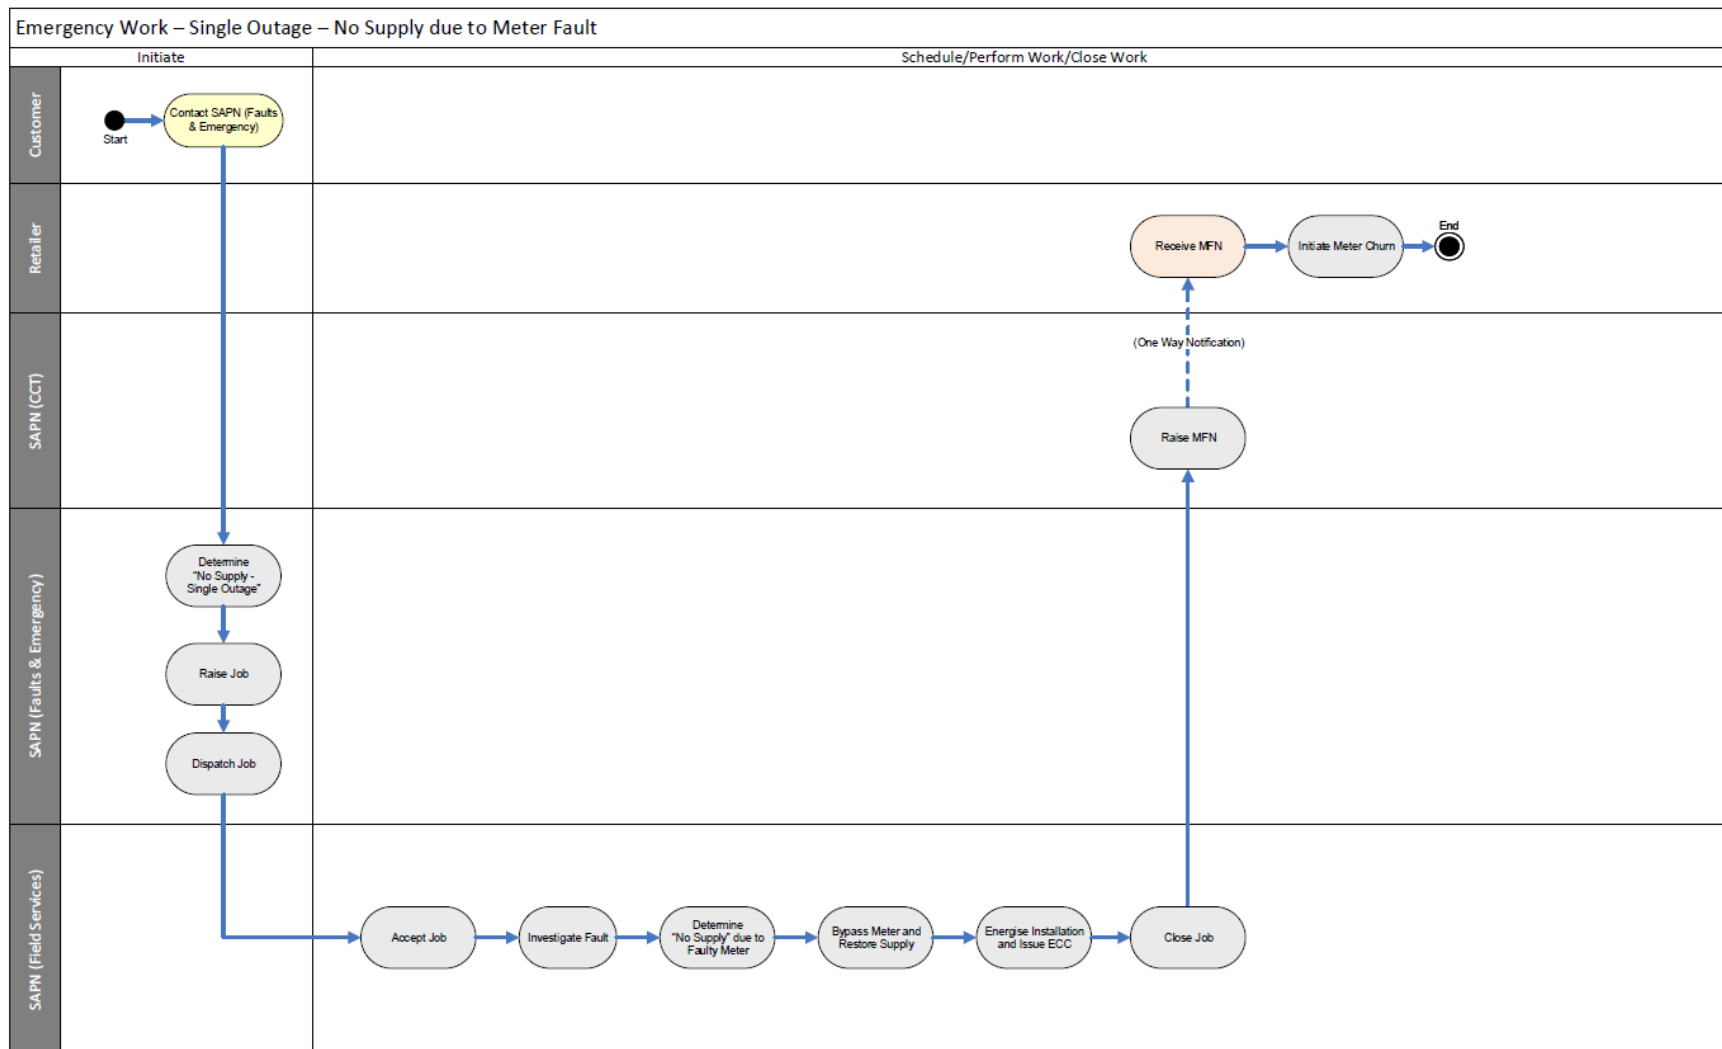 Emergency Work – Single Outage – No Supply due to Meter Fault
Initiate
Schedule/Perform Work/Close Work
Customer
Start
Contact SAPN (Faults
& Emergency)
Retailer
Receive MFN
Initiate Meter Churn
End
SAPN (CCT)
(One Way Notification)
Raise MFN
SAPN (Faults & Emergency)
Determine
"No Supply -
Single Outage"
Raise Job
Dispatch Job
SAPN (Field Services)
Accept Job
Investigate Fault
Determine
"No Supply" due to
Faulty Meter
Bypass Meter and
Restore Supply
Energise Installation
and Issue ECC
Close Job